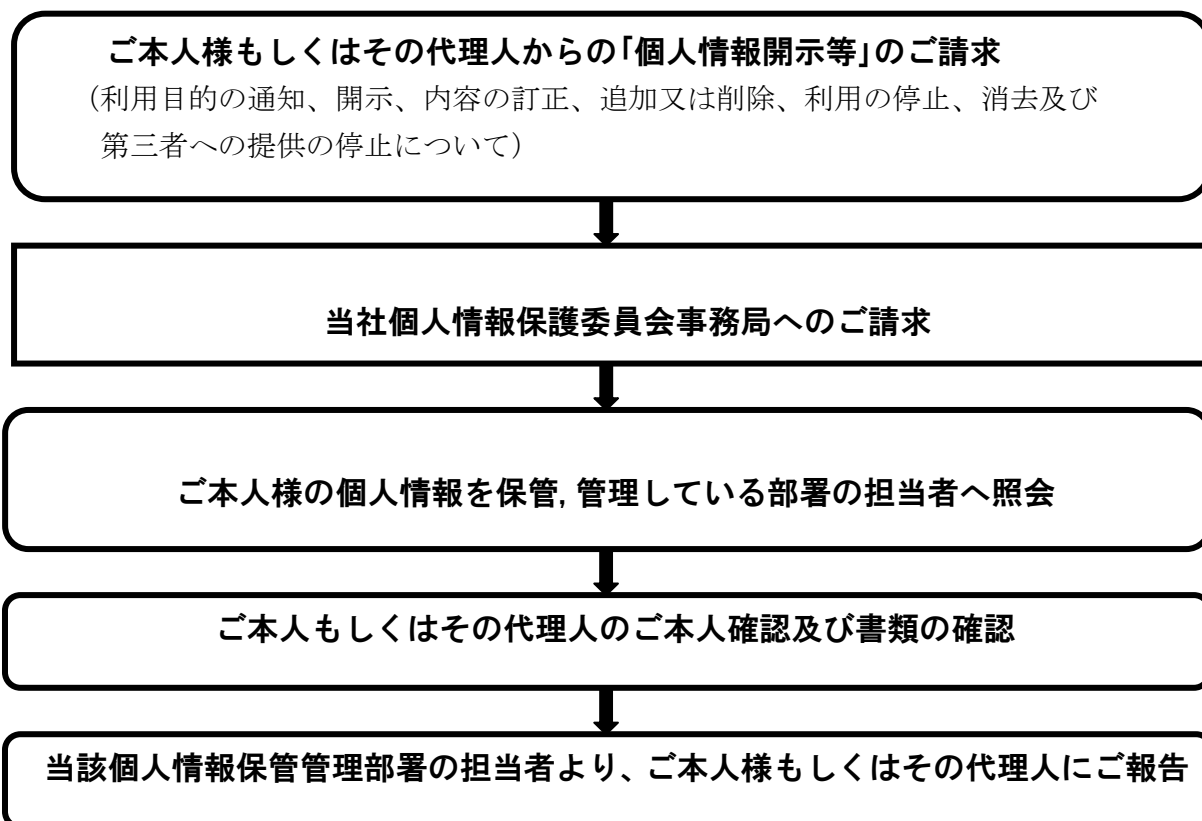 ご本人様もしくはその代理人からの「個人情報開示等」のご請求
(利用目的の通知、開示、内容の訂正、追加又は削除、利用の停止、消去及び
第三者への提供の停止について)
当社個人情報保護委員会事務局へのご請求
ご本人様の個人情報を保管,管理している部署の担当者へ照会
ご本人もしくはその代理人のご本人確認及び書類の確認
当該個人情報保管管理部署の担当者より、ご本人様もしくはその代理人にご報告